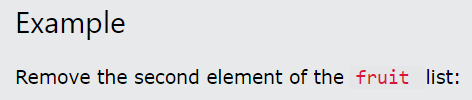 Example
Remove the second element of the fruit list: